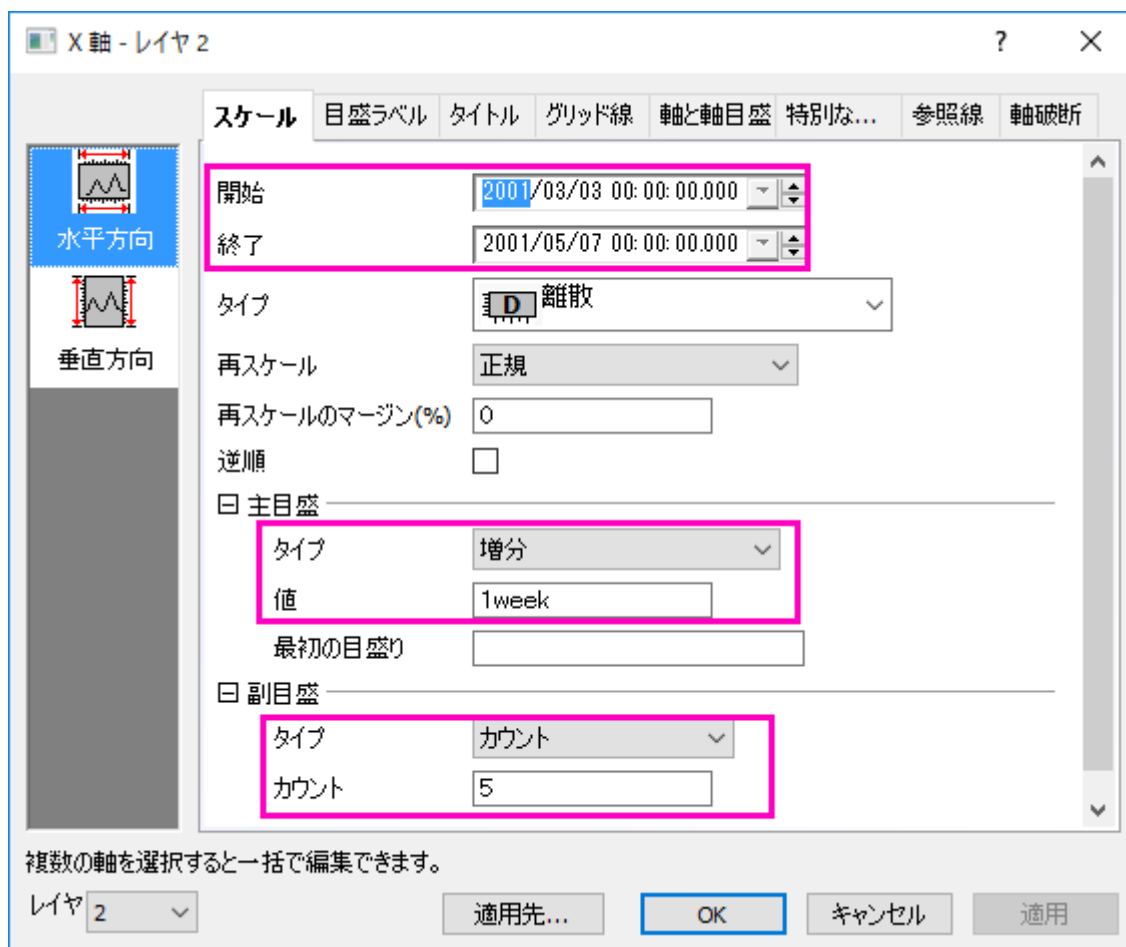 X 軸 - レイヤ 2 ?
スケール 目盛ラベル タイトル グリッド線 軸と軸目盛 特別な... 参照線 軸破断
水平方向
垂直方向
開始 2001/03/03 00:00:00.000
終了 2001/05/07 00:00:00.000
タイプ D 離散
再スケール 正規
再スケールのマージン(%) 0
逆順
主目盛
タイプ 増分
値 1week
最初の目盛り
副目盛
タイプ カウント
カウント 5
複数の軸を選択すると一括で編集できます。
レイヤ 2 適用先... OK キャンセル 適用